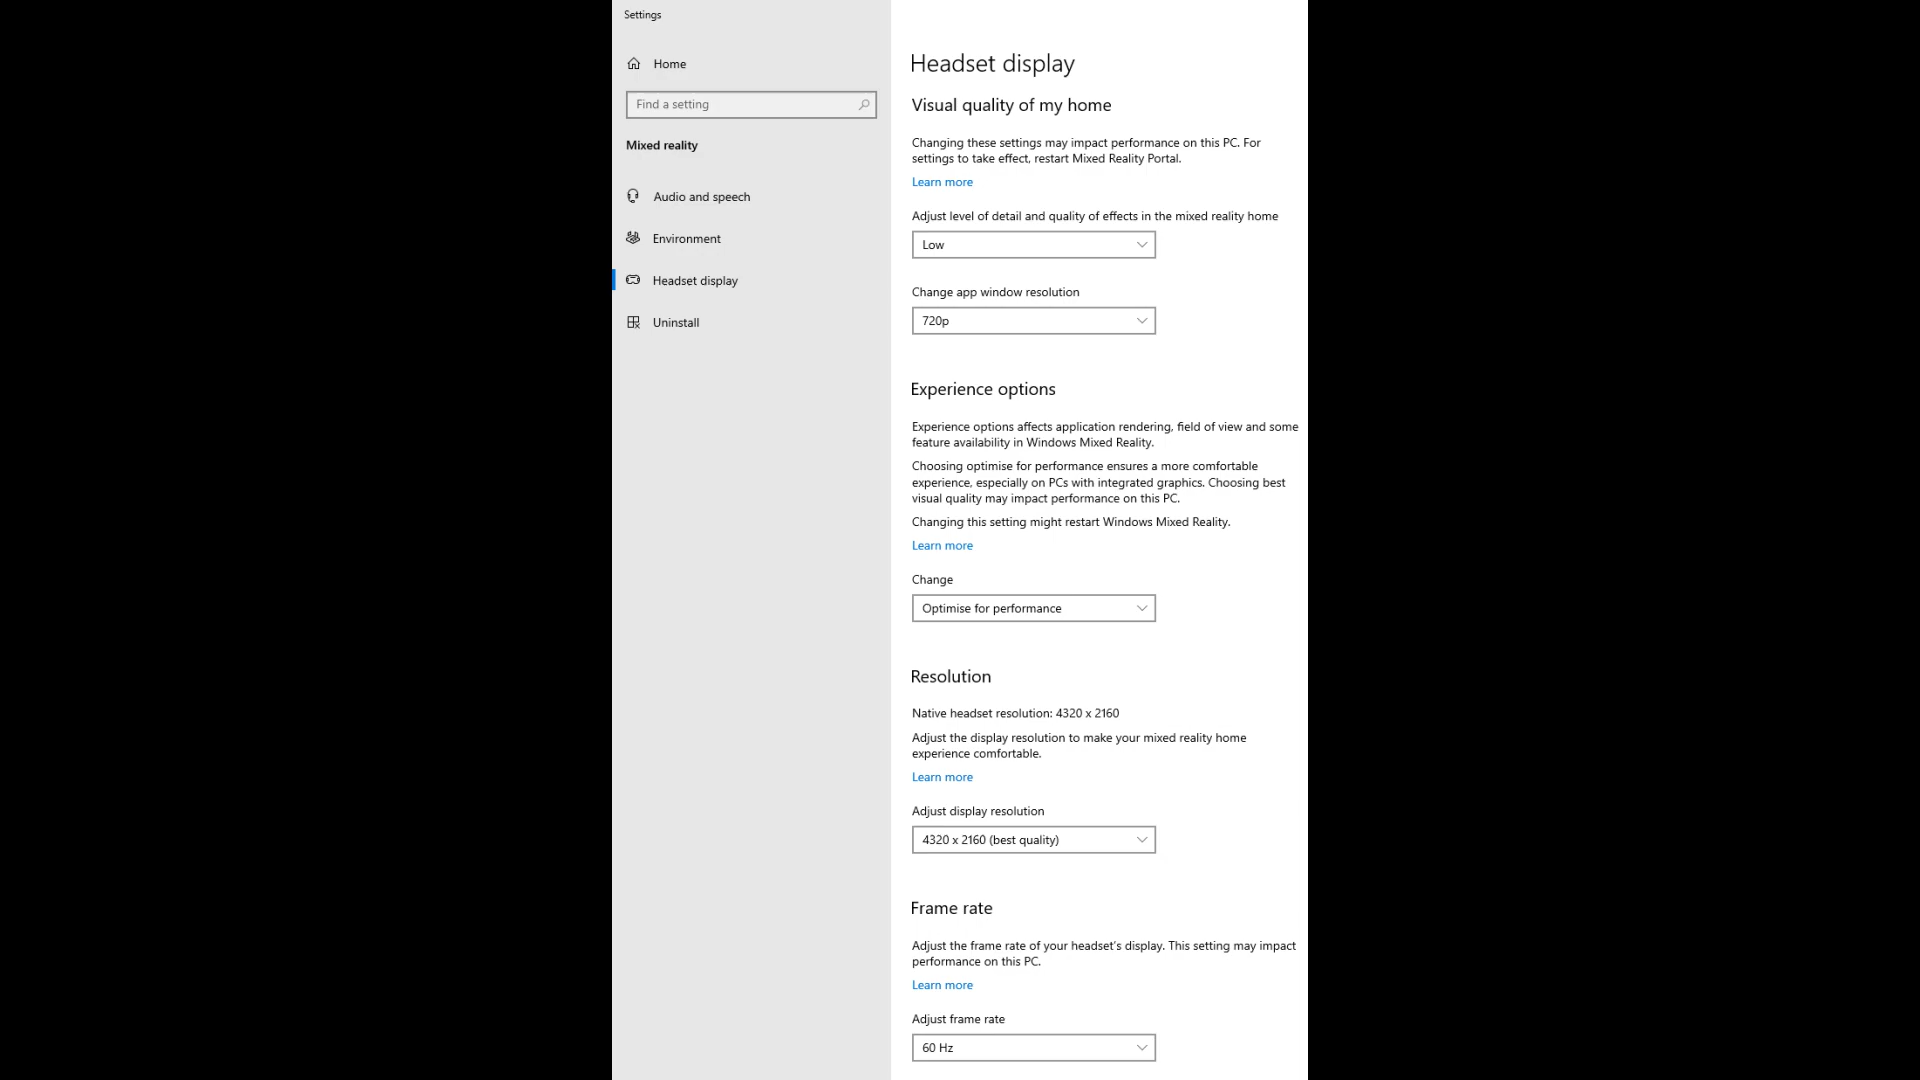 Settings
Home
Find a setting
Mixed reality
Audio and speech
Environment
Headset display
Uninstall
Headset display
Visual quality of my home
Changing these settings may impact performance on this PC. For
settings to take effect, restart Mixed Reality Portal.
Learn more
Adjust level of detail and quality of effects in the mixed reality home
Low
Change app window resolution
720p
Experience options
Experience options affects application rendering, field of view and some
feature availability in Windows Mixed Reality.
Choosing optimise for performance ensures a more comfortable
experience, especially on PCs with integrated graphics. Choosing best
visual quality may impact performance on this PC.
Changing this setting might restart Windows Mixed Reality.
Learn more
Change
Optimise for performance
Resolution
Native headset resolution: 4320 x 2160
Adjust the display resolution to make your mixed reality home
experience comfortable.
Learn more
Adjust display resolution
4320 x 2160 (best quality)
Frame rate
Adjust the frame rate of your headset's display. This setting may impact
performance on this PC.
Learn more
Adjust frame rate
60 Hz